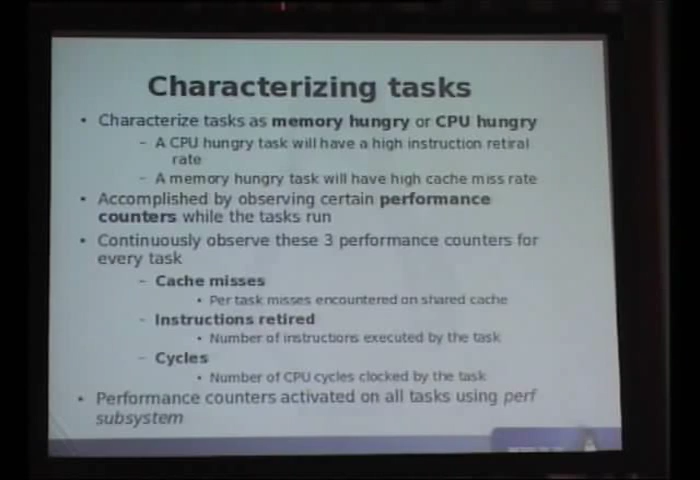 Characterizing tasks
• Characterize tasks as memory hungry or CPU hungry
– A CPU hungry task will have a high instruction retiral
rate
– A memory hungry task will have high cache miss rate
• Accomplished by observing certain performance
counters while the tasks run
• Continuously observe these 3 performance counters for
every task
– Cache misses
• Per task misses encountered on shared cache
– Instructions retired
• Number of instructions executed by the task
– Cycles
• Number of CPU cycles clocked by the task
• Performance counters activated on all tasks using perf
subsystem